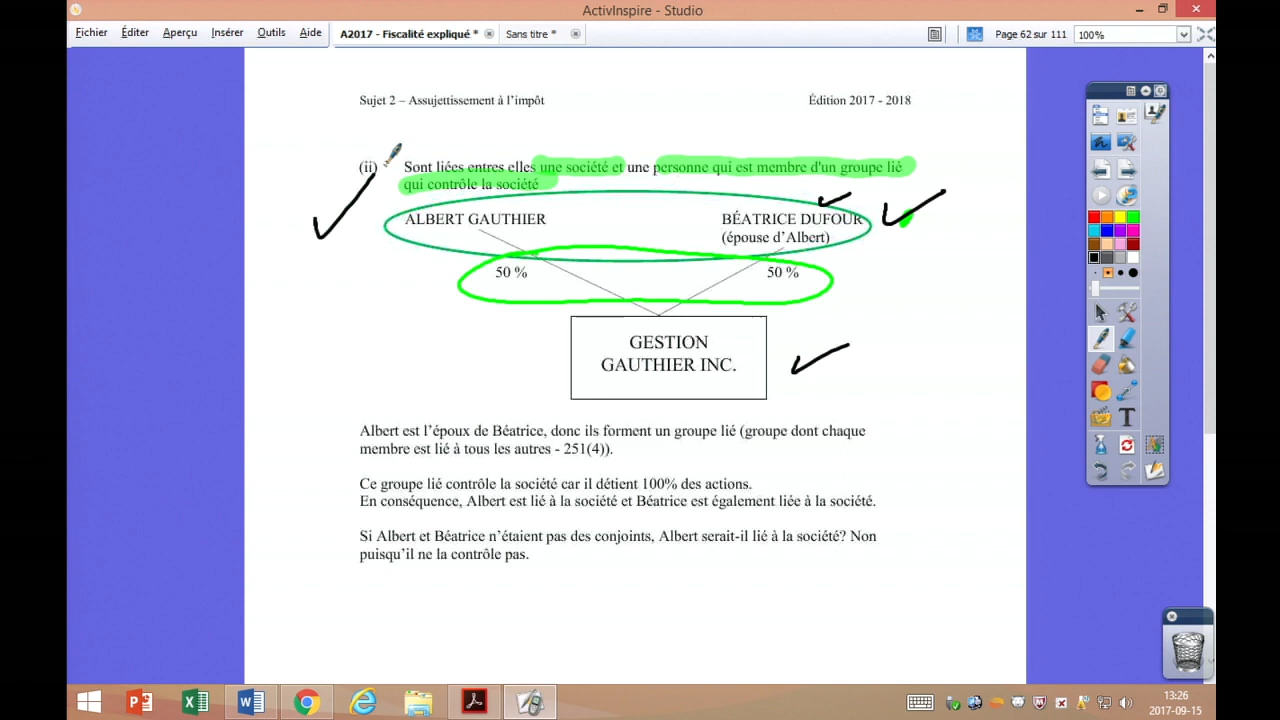 ActivInspire - Studio
Fichier Éditer Aperçu Insérer Outils Aide A2017 - Fiscalité expliqué * Sans titre * Page 62 sur 111 100%
Sujet 2 – Assujettissement à l'impôt Édition 2017 - 2018
(ii) Sont liées entres elles une société et une personne qui est membre d'un groupe lié
qui contrôle la société
ALBERT GAUTHIER BÉATRICE DUFOUR
(épouse d'Albert)
50 % 50 %
GESTION
GAUTHIER INC.
Albert est l'époux de Béatrice, donc ils forment un groupe lié (groupe dont chaque
membre est lié à tous les autres - 251(4)).
Ce groupe lié contrôle la société car il détient 100% des actions.
En conséquence, Albert est lié à la société et Béatrice est également liée à la société.
Si Albert et Béatrice n'étaient pas des conjoints, Albert serait-il lié à la société? Non
puisqu'il ne la contrôle pas.
13:26
2017-09-15